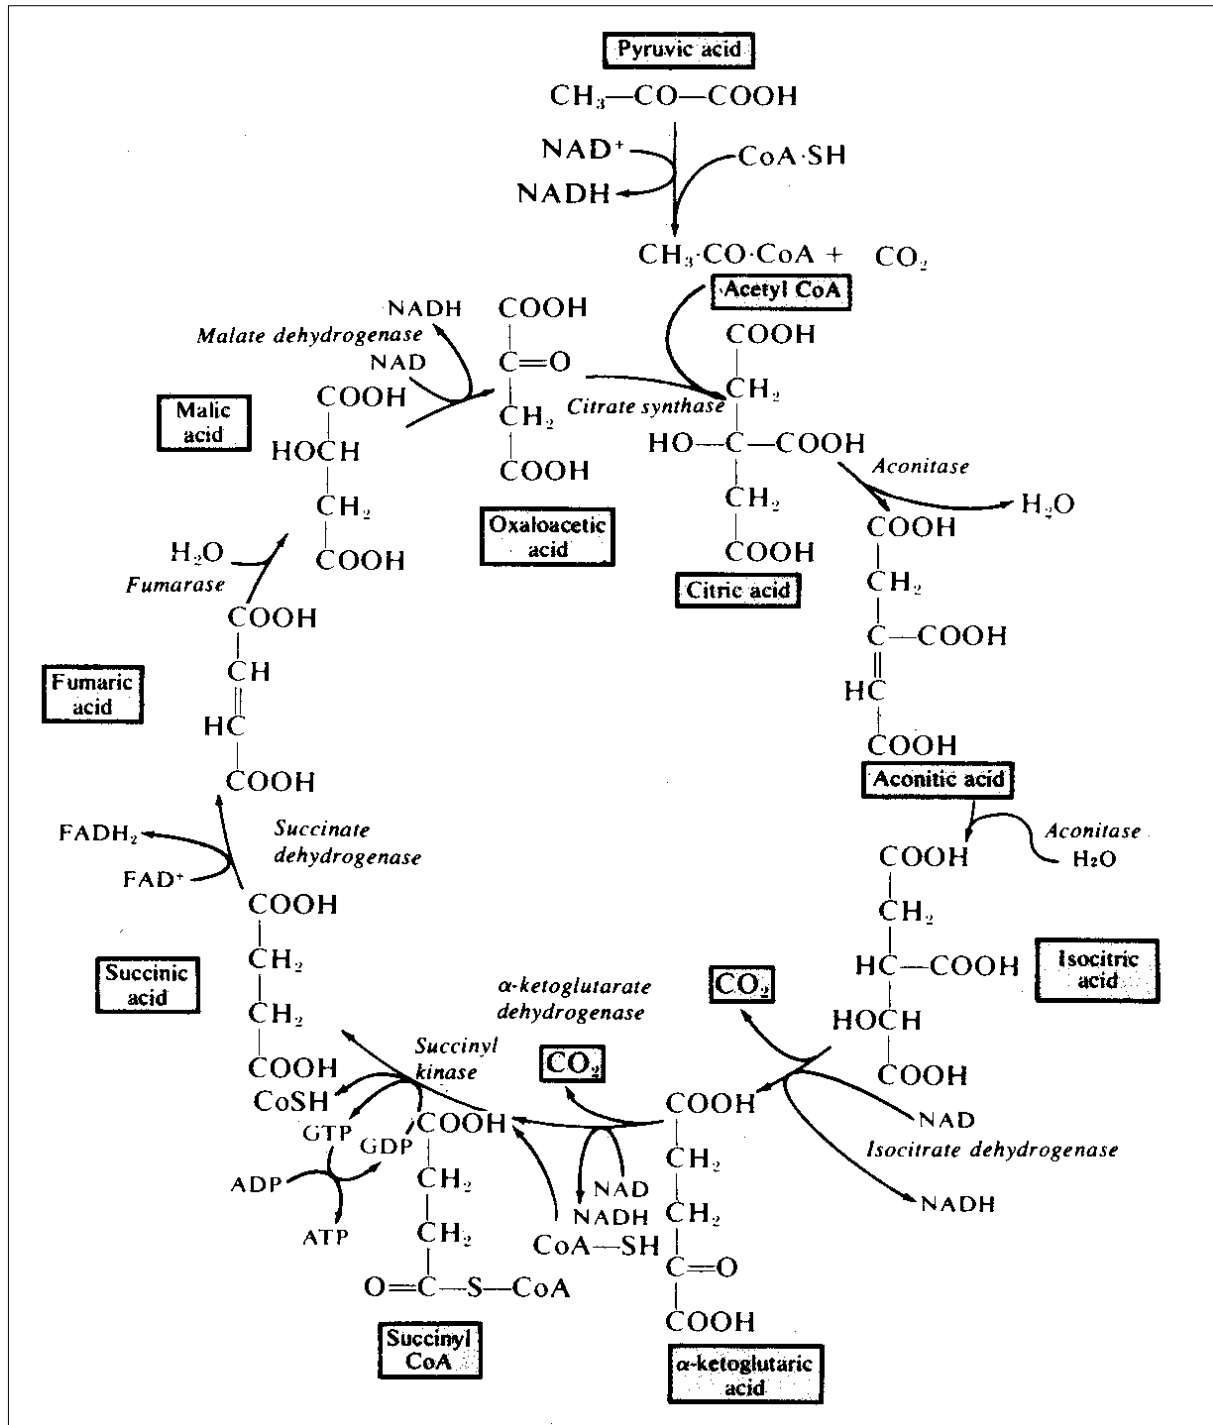 Pyruvic acid
CH₃—CO—COOH
NAD⁺
CoA·SH
NADH
CH₃·CO·CoA + CO₂
Acetyl CoA
NADH
Malate dehydrogenase
NAD
COOH
C=O
CH₂
COOH
Oxaloacetic
acid
Citrate synthase
COOH
CH₂
HO—C—COOH
CH₂
COOH
Citric acid
Aconitase
H₂O
COOH
CH₂
C—COOH
HC
COOH
Aconitic acid
Aconitase
H₂O
COOH
CH₂
HC—COOH
HOCH
COOH
Isocitric
acid
CO₂
NAD
Isocitrate dehydrogenase
NADH
COOH
CH₂
CH₂
C=O
COOH
α-ketoglutaric
acid
α-ketoglutarate
dehydrogenase
CO₂
NAD
NADH
CoA—SH
COOH
CH₂
CH₂
O=C—S—CoA
Succinyl
CoA
Succinyl
kinase
CoSH
GTP
GDP
ADP
ATP
COOH
CH₂
CH₂
COOH
Succinic
acid
Succinate
dehydrogenase
FADH₂
FAD⁺
COOH
CH
HC
COOH
Fumaric
acid
H₂O
Fumarase
COOH
HOCH
CH₂
COOH
Malic
acid